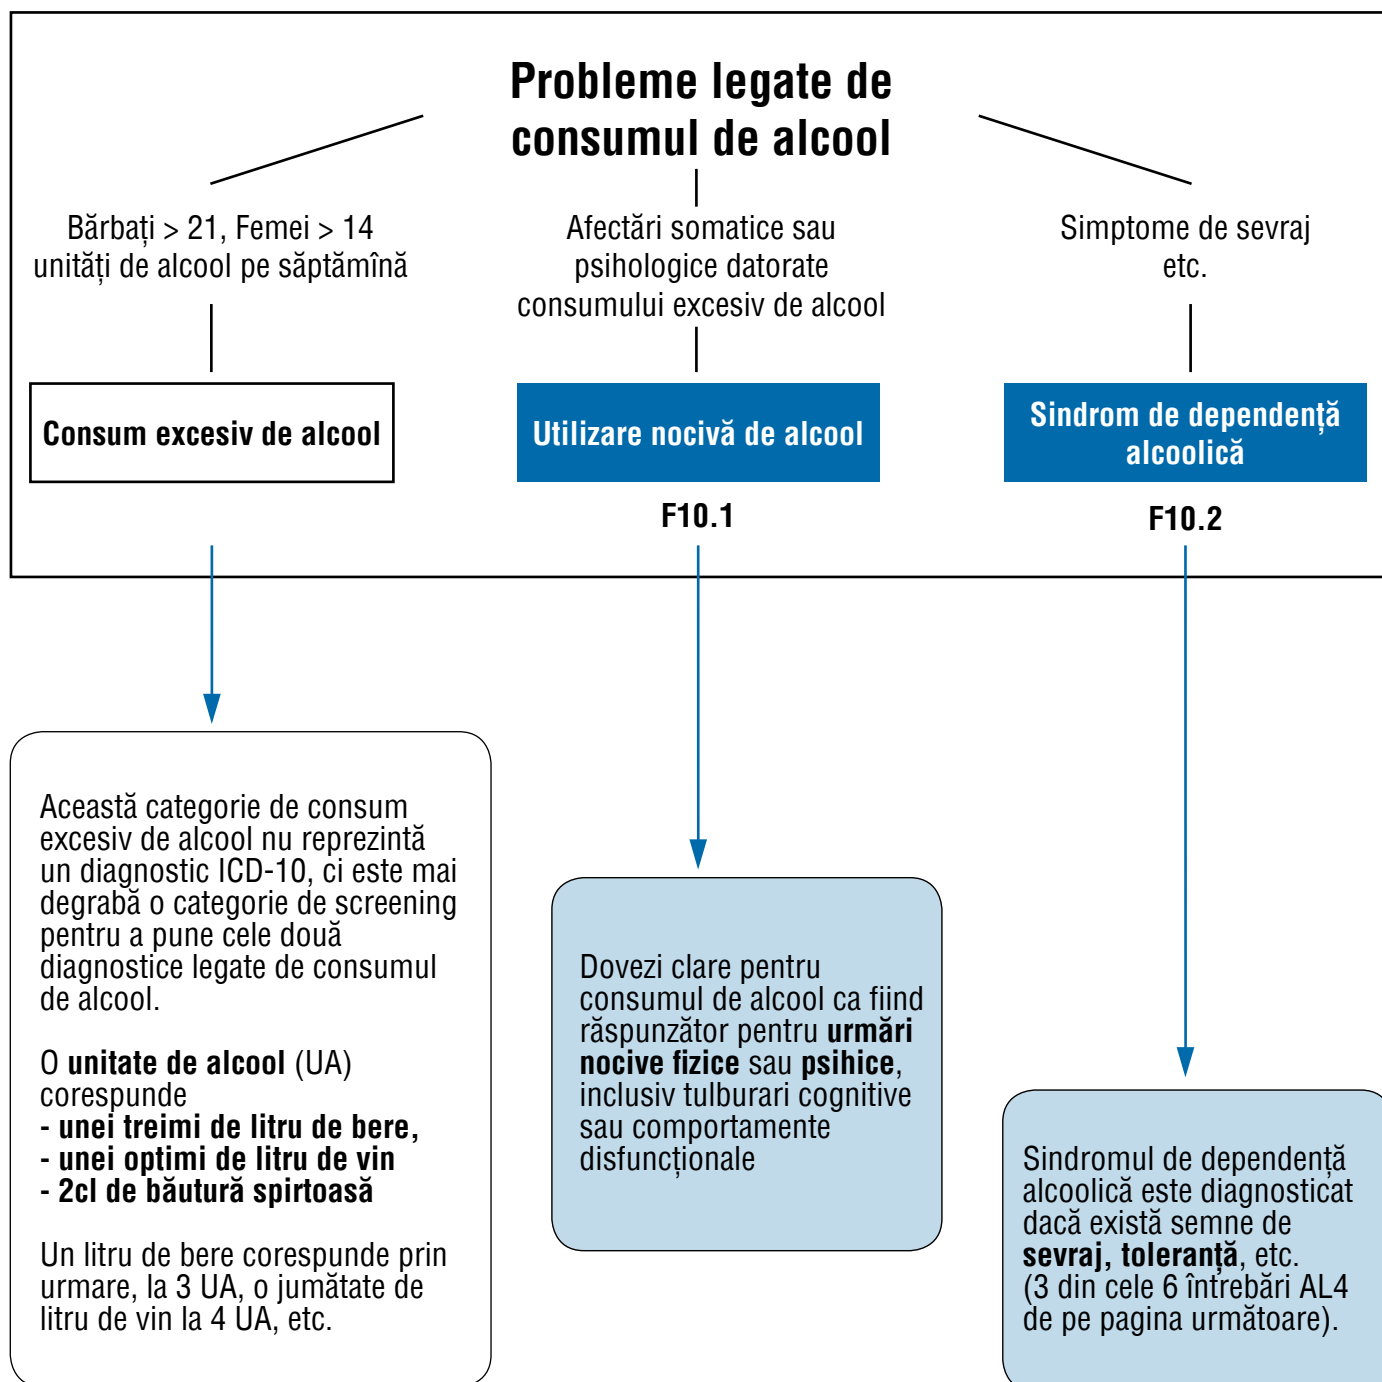 Probleme legate de
consumul de alcool
Bărbați > 21, Femei > 14
unități de alcool pe săptămînă
Afectări somatice sau
psihologice datorate
consumului excesiv de alcool
Simptome de sevraj
etc.
Consum excesiv de alcool
Utilizare nocivă de alcool
Sindrom de dependență
alcoolică
F10.1
F10.2
Această categorie de consum
excesiv de alcool nu reprezintă
un diagnostic ICD-10, ci este mai
degrabă o categorie de screening
pentru a pune cele două
diagnostice legate de consumul
de alcool.
O unitate de alcool (UA)
corespunde
- unei treimi de litru de bere,
- unei optimi de litru de vin
- 2cl de băutură spirtoasă
Un litru de bere corespunde prin
urmare, la 3 UA, o jumătate de
litru de vin la 4 UA, etc.
Dovezi clare pentru
consumul de alcool ca fiind
răspunzător pentru urmări
nocive fizice sau psihice,
inclusiv tulburari cognitive
sau comportamente
disfuncționale
Sindromul de dependență
alcoolică este diagnosticat
dacă există semne de
sevraj, toleranță, etc.
(3 din cele 6 întrebări AL4
de pe pagina următoare).